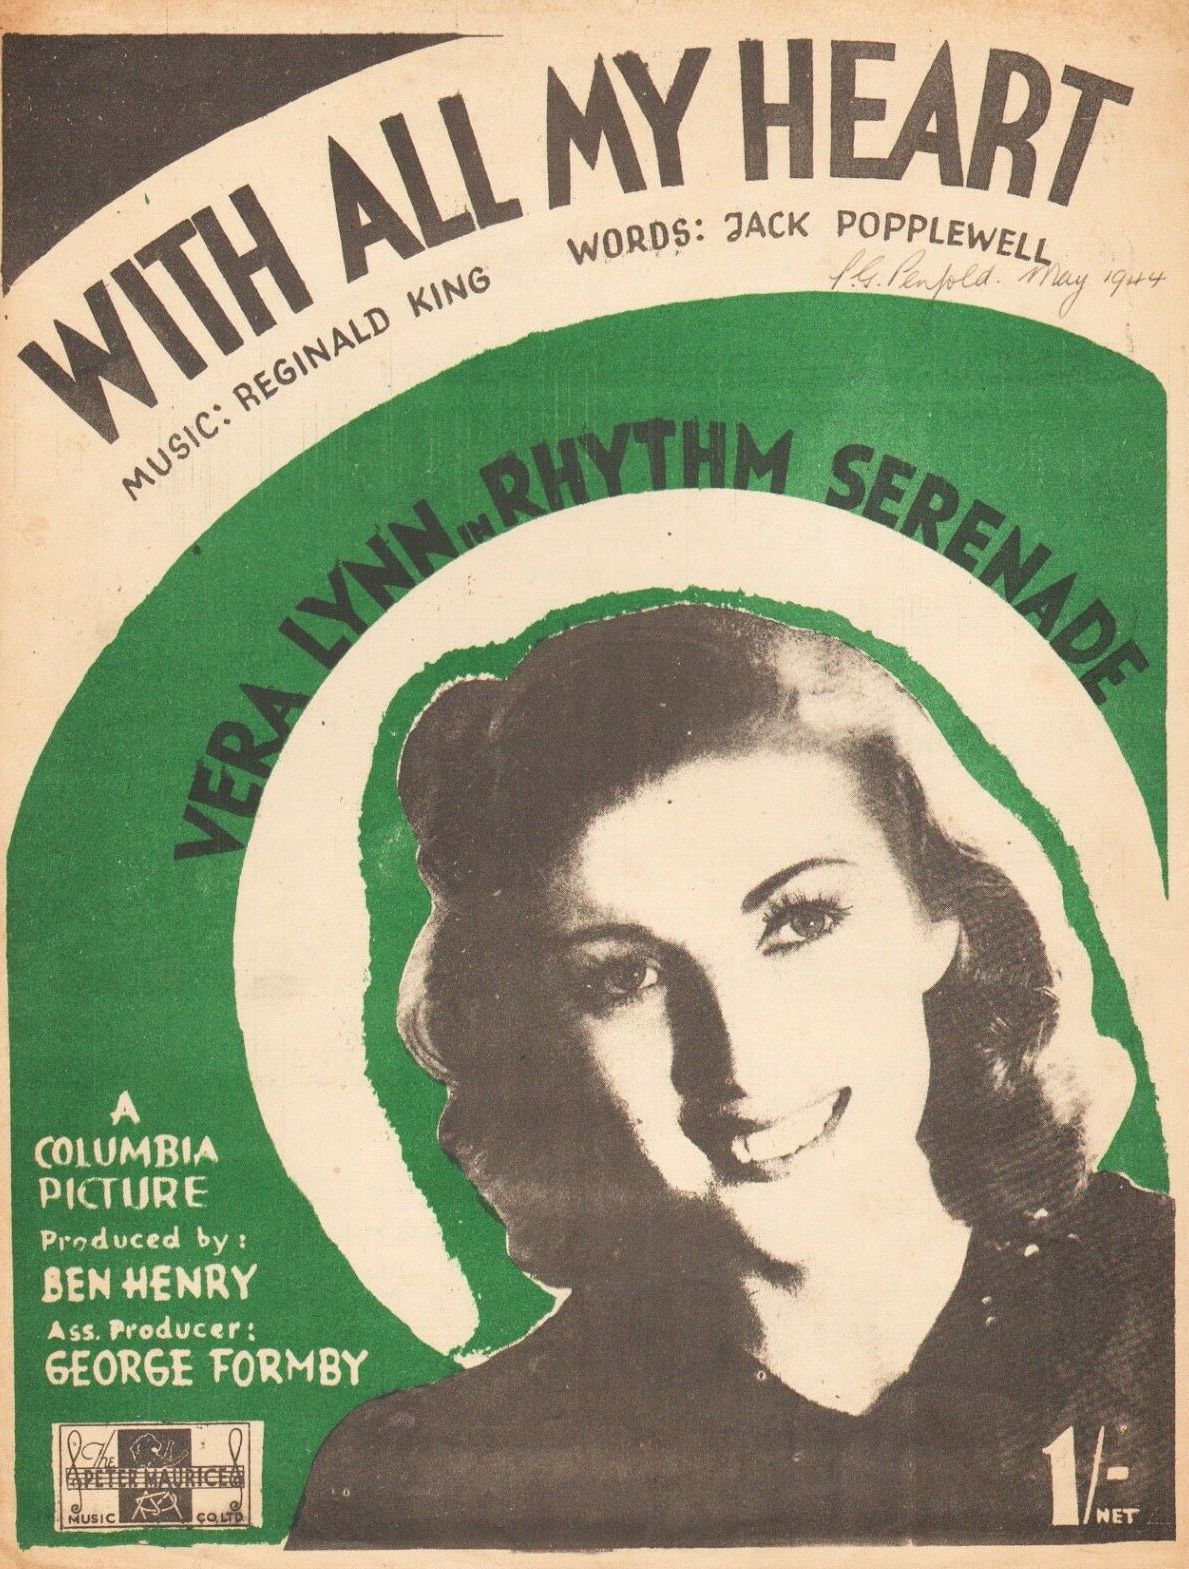 WITH ALL MY HEART
MUSIC: REGINALD KING
WORDS: JACK POPPLEWELL
P.G. Penfold. May 1944
VERA LYNN IN RHYTHM SERENADE
A
COLUMBIA
PICTURE
Produced by:
BEN HENRY
Ass. Producer:
GEORGE FORMBY
The
PETER MAURICE
MUSIC CO. LTD.
1/-
NET